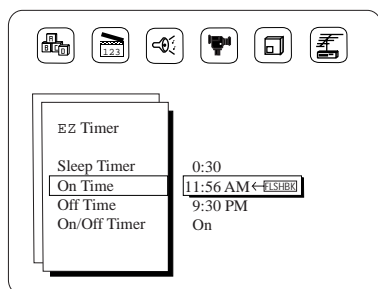 A
B C D
123
EZ Timer
Sleep Timer 0:30
On Time 11:56 AM ← FLSHBK
Off Time 9:30 PM
On/Off Timer On